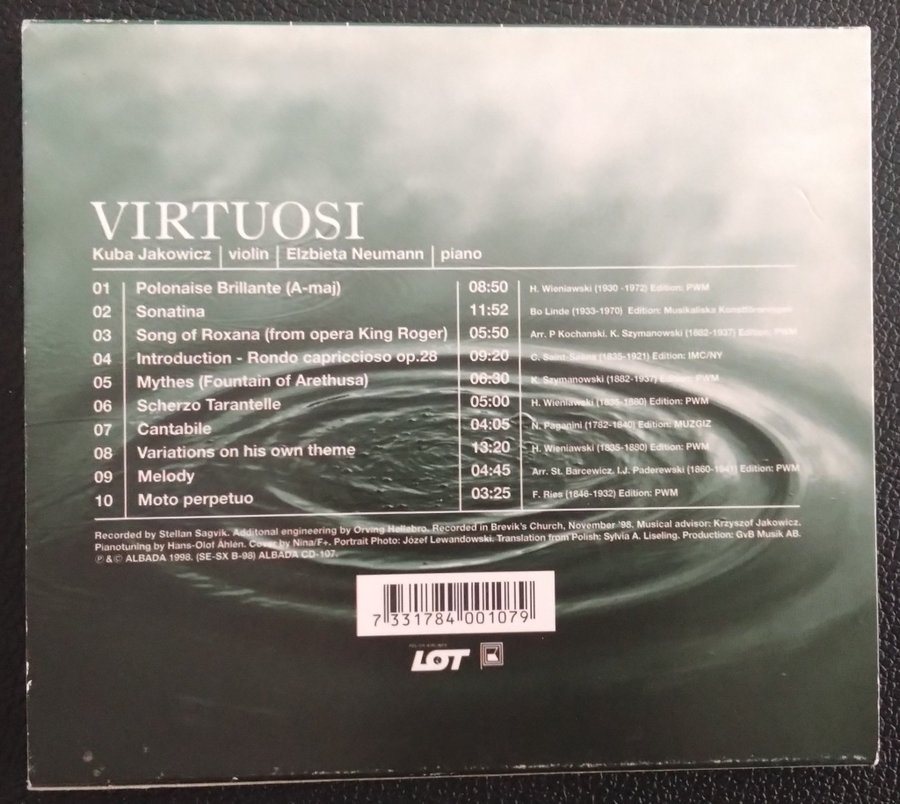 VIRTUOSI
Kuba Jakowicz | violin | Elzbieta Neumann | piano
01 Polonaise Brillante (A-maj) 08:50 H. Wieniawski (1930 -1972) Edition: PWM
02 Sonatina 11:52 Bo Linde (1933-1970) Edition: Musikaliska Konstföreningen
03 Song of Roxana (from opera King Roger) 05:50 Arr. P Kochanski. K. Szymanowski (1882-1937) Edition: PWM
04 Introduction - Rondo capriccioso op.28 09:20 C. Saint-Saëns (1835-1921) Edition: IMC/NY
05 Mythes (Fountain of Arethusa) 06:30 K. Szymanowski (1882-1937) Edition: PWM
06 Scherzo Tarantelle 05:00 H. Wieniawski (1835-1880) Edition: PWM
07 Cantabile 04:05 N. Paganini (1782-1840) Edition: MUZGIZ
08 Variations on his own theme 13:20 H. Wieniawski (1835-1880) Edition: PWM
09 Melody 04:45 Arr. St. Barcewicz. I.J. Paderewski (1860-1941) Edition: PWM
10 Moto perpetuo 03:25 F. Ries (1846-1932) Edition: PWM
Recorded by Stellan Sagvik. Additonal engineering by Orving Hellebro. Recorded in Brevik's Church, November '98. Musical advisor: Krzyszof Jakowicz.
Pianotuning by Hans-Olof Åhlén. Cover by Nina/F+. Portrait Photo: Józef Lewandowski. Translation from Polish: Sylvia A. Liseling. Production: GvB Musik AB.
℗ &© ALBADA 1998. (SE-SX B-98) ALBADA CD-107.
7 331784 001079
POLISH AIRLINES
LOT